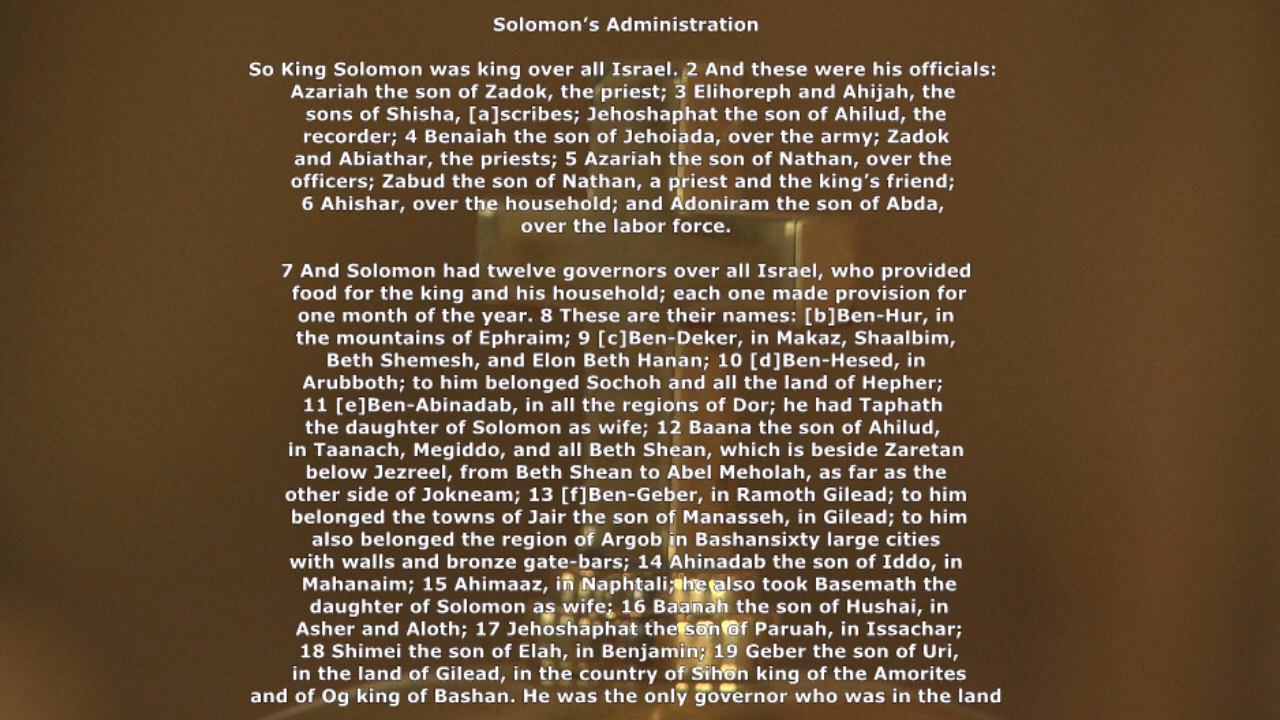 Solomon’s Administration
So King Solomon was king over all Israel. 2 And these were his officials:
Azariah the son of Zadok, the priest; 3 Elihoreph and Ahijah, the
sons of Shisha, [a]scribes; Jehoshaphat the son of Ahilud, the
recorder; 4 Benaiah the son of Jehoiada, over the army; Zadok
and Abiathar, the priests; 5 Azariah the son of Nathan, over the
officers; Zabud the son of Nathan, a priest and the king’s friend;
6 Ahishar, over the household; and Adoniram the son of Abda,
over the labor force.
7 And Solomon had twelve governors over all Israel, who provided
food for the king and his household; each one made provision for
one month of the year. 8 These are their names: [b]Ben-Hur, in
the mountains of Ephraim; 9 [c]Ben-Deker, in Makaz, Shaalbim,
Beth Shemesh, and Elon Beth Hanan; 10 [d]Ben-Hesed, in
Arubboth; to him belonged Sochoh and all the land of Hepher;
11 [e]Ben-Abinadab, in all the regions of Dor; he had Taphath
the daughter of Solomon as wife; 12 Baana the son of Ahilud,
in Taanach, Megiddo, and all Beth Shean, which is beside Zaretan
below Jezreel, from Beth Shean to Abel Meholah, as far as the
other side of Jokneam; 13 [f]Ben-Geber, in Ramoth Gilead; to him
belonged the towns of Jair the son of Manasseh, in Gilead; to him
also belonged the region of Argob in Bashansixty large cities
with walls and bronze gate-bars; 14 Ahinadab the son of Iddo, in
Mahanaim; 15 Ahimaaz, in Naphtali; he also took Basemath the
daughter of Solomon as wife; 16 Baanah the son of Hushai, in
Asher and Aloth; 17 Jehoshaphat the son of Paruah, in Issachar;
18 Shimei the son of Elah, in Benjamin; 19 Geber the son of Uri,
in the land of Gilead, in the country of Sihon king of the Amorites
and of Og king of Bashan. He was the only governor who was in the land